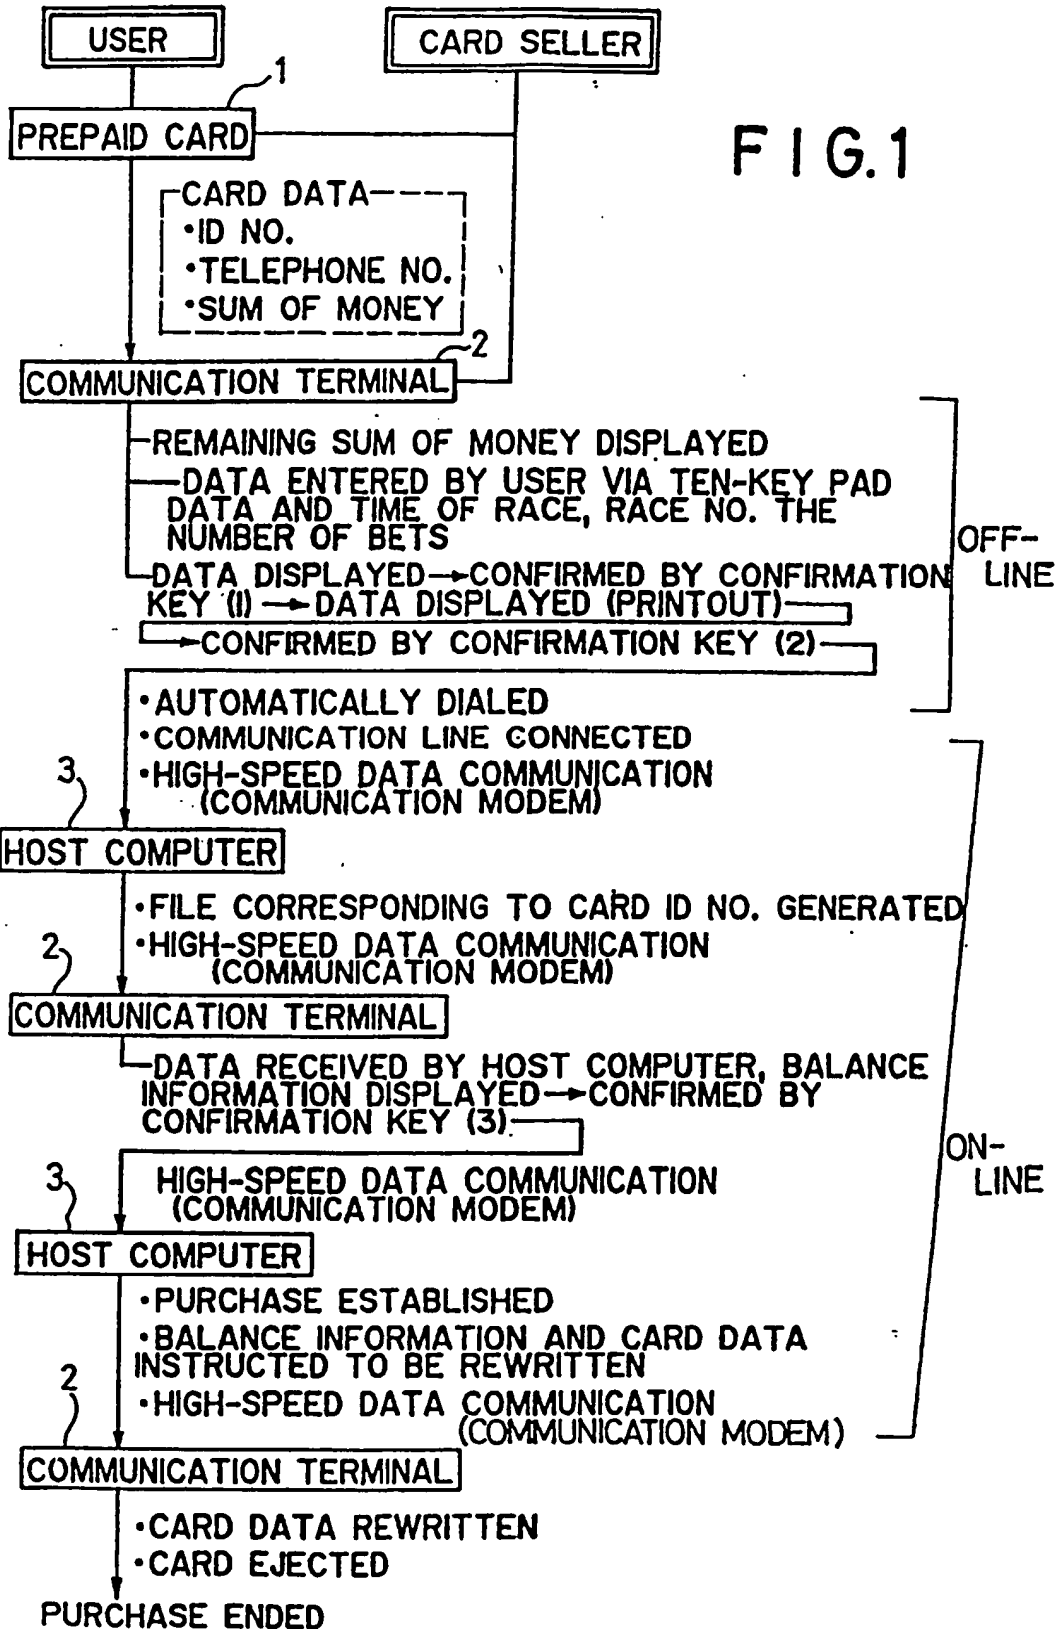 USER
CARD SELLER
1
PREPAID CARD
FIG.1
CARD DATA
•ID NO.
•TELEPHONE NO.
•SUM OF MONEY
2
COMMUNICATION TERMINAL
REMAINING SUM OF MONEY DISPLAYED
DATA ENTERED BY USER VIA TEN-KEY PAD
DATA AND TIME OF RACE, RACE NO. THE
NUMBER OF BETS
OFF-
LINE
DATA DISPLAYED→CONFIRMED BY CONFIRMATION
KEY (1)→DATA DISPLAYED (PRINTOUT)
→CONFIRMED BY CONFIRMATION KEY (2)
•AUTOMATICALLY DIALED
•COMMUNICATION LINE CONNECTED
•HIGH-SPEED DATA COMMUNICATION
(COMMUNICATION MODEM)
3
HOST COMPUTER
•FILE CORRESPONDING TO CARD ID NO. GENERATED
•HIGH-SPEED DATA COMMUNICATION
(COMMUNICATION MODEM)
2
COMMUNICATION TERMINAL
DATA RECEIVED BY HOST COMPUTER, BALANCE
INFORMATION DISPLAYED→CONFIRMED BY
CONFIRMATION KEY (3)
ON-
LINE
HIGH-SPEED DATA COMMUNICATION
(COMMUNICATION MODEM)
3
HOST COMPUTER
•PURCHASE ESTABLISHED
•BALANCE INFORMATION AND CARD DATA
INSTRUCTED TO BE REWRITTEN
•HIGH-SPEED DATA COMMUNICATION
(COMMUNICATION MODEM)
2
COMMUNICATION TERMINAL
•CARD DATA REWRITTEN
•CARD EJECTED
PURCHASE ENDED